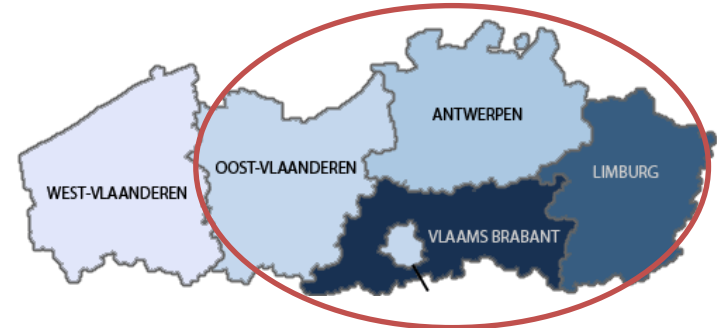 ANTWERPEN
OOST-VLAANDEREN
LIMBURG
WEST-VLAANDEREN
VLAAMS BRABANT